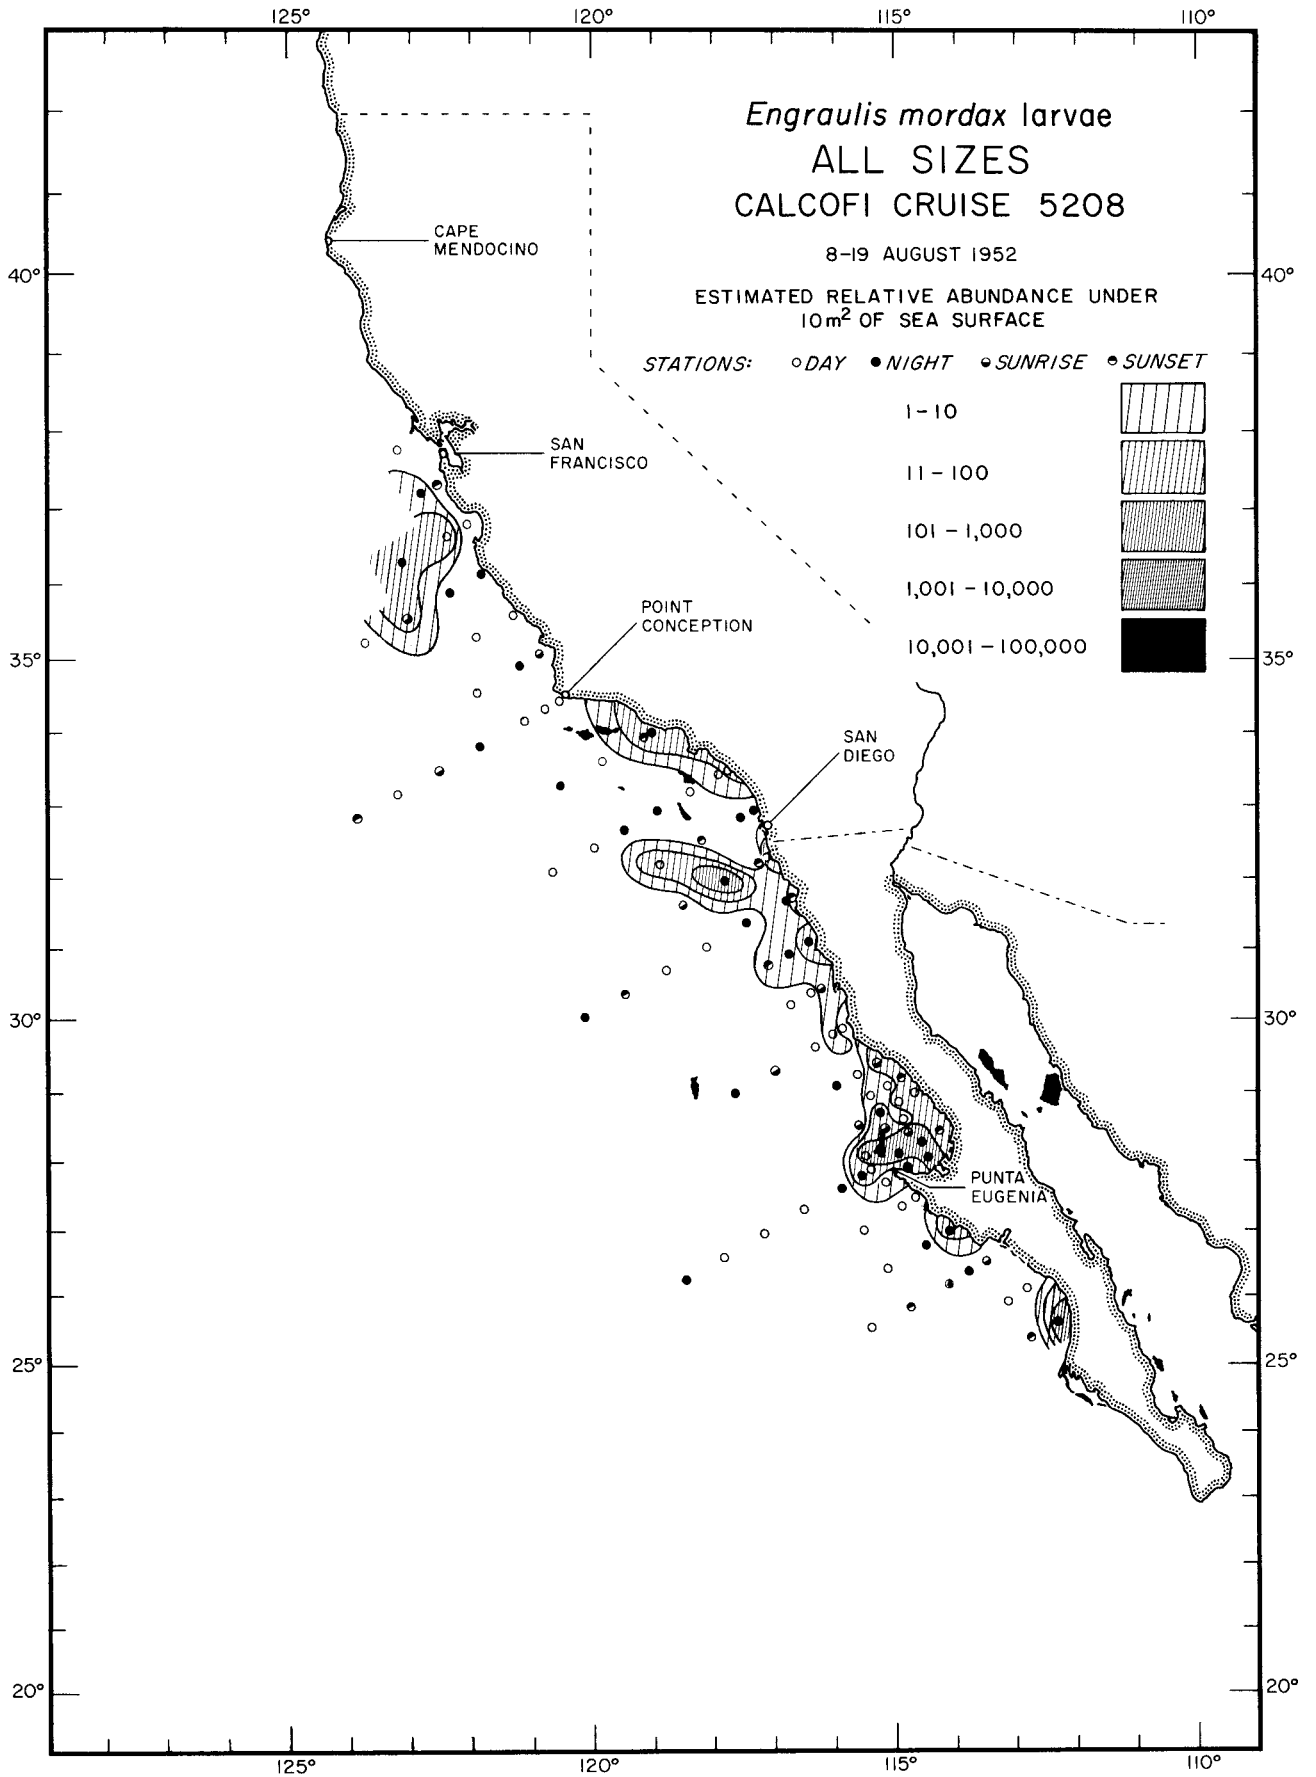 125° 120° 115° 110°
Engraulis mordax larvae
ALL SIZES
CALCOFI CRUISE 5208
8–19 AUGUST 1952
ESTIMATED RELATIVE ABUNDANCE UNDER
10m² OF SEA SURFACE
STATIONS: DAY NIGHT SUNRISE SUNSET
1–10
11–100
101–1,000
1,001–10,000
10,001–100,000
CAPE
MENDOCINO
40° 40°
SAN
FRANCISCO
POINT
CONCEPTION
35° 35°
SAN
DIEGO
30° 30°
PUNTA
EUGENIA
25° 25°
20° 20°
125° 120° 115° 110°